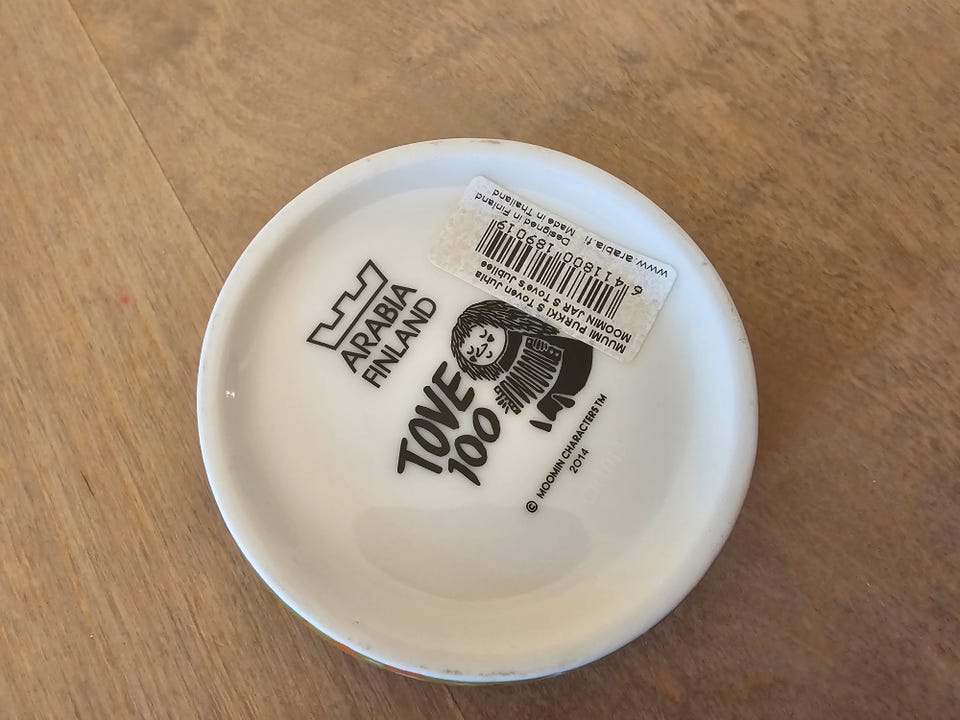 ARABIA
FINLAND
TOVE
100
© MOOMIN CHARACTERS™
2014
MUUMI PURKKI S Toven Juhla
MOOMIN JAR S Tove's Jubilee
6 411800 189019
www.arabia.fi Designed in Finland
Made in Thailand